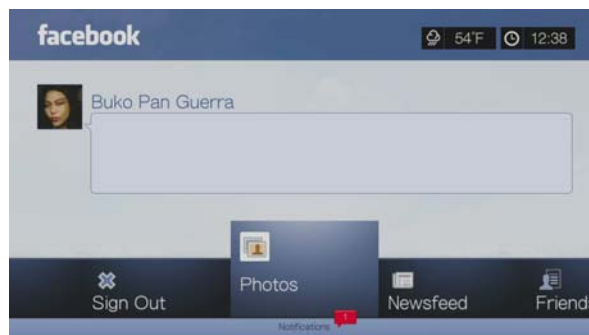 facebook
54°F 12:38
Buko Pan Guerra
Photos
Sign Out
Newsfeed
Friend
Notifications
1